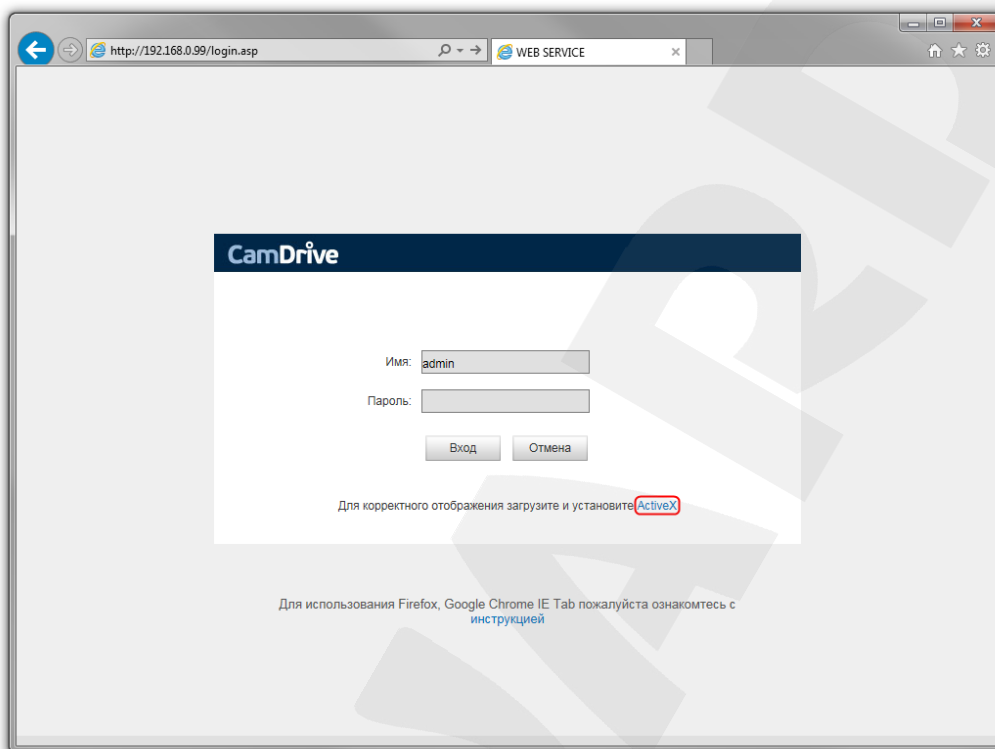 http://192.168.0.99/login.asp
WEB SERVICE
CamDrive
Имя: admin
Пароль:
Вход Отмена
Для корректного отображения загрузите и установите ActiveX
Для использования Firefox, Google Chrome IE Tab пожалуйста ознакомтесь с
инструкцией